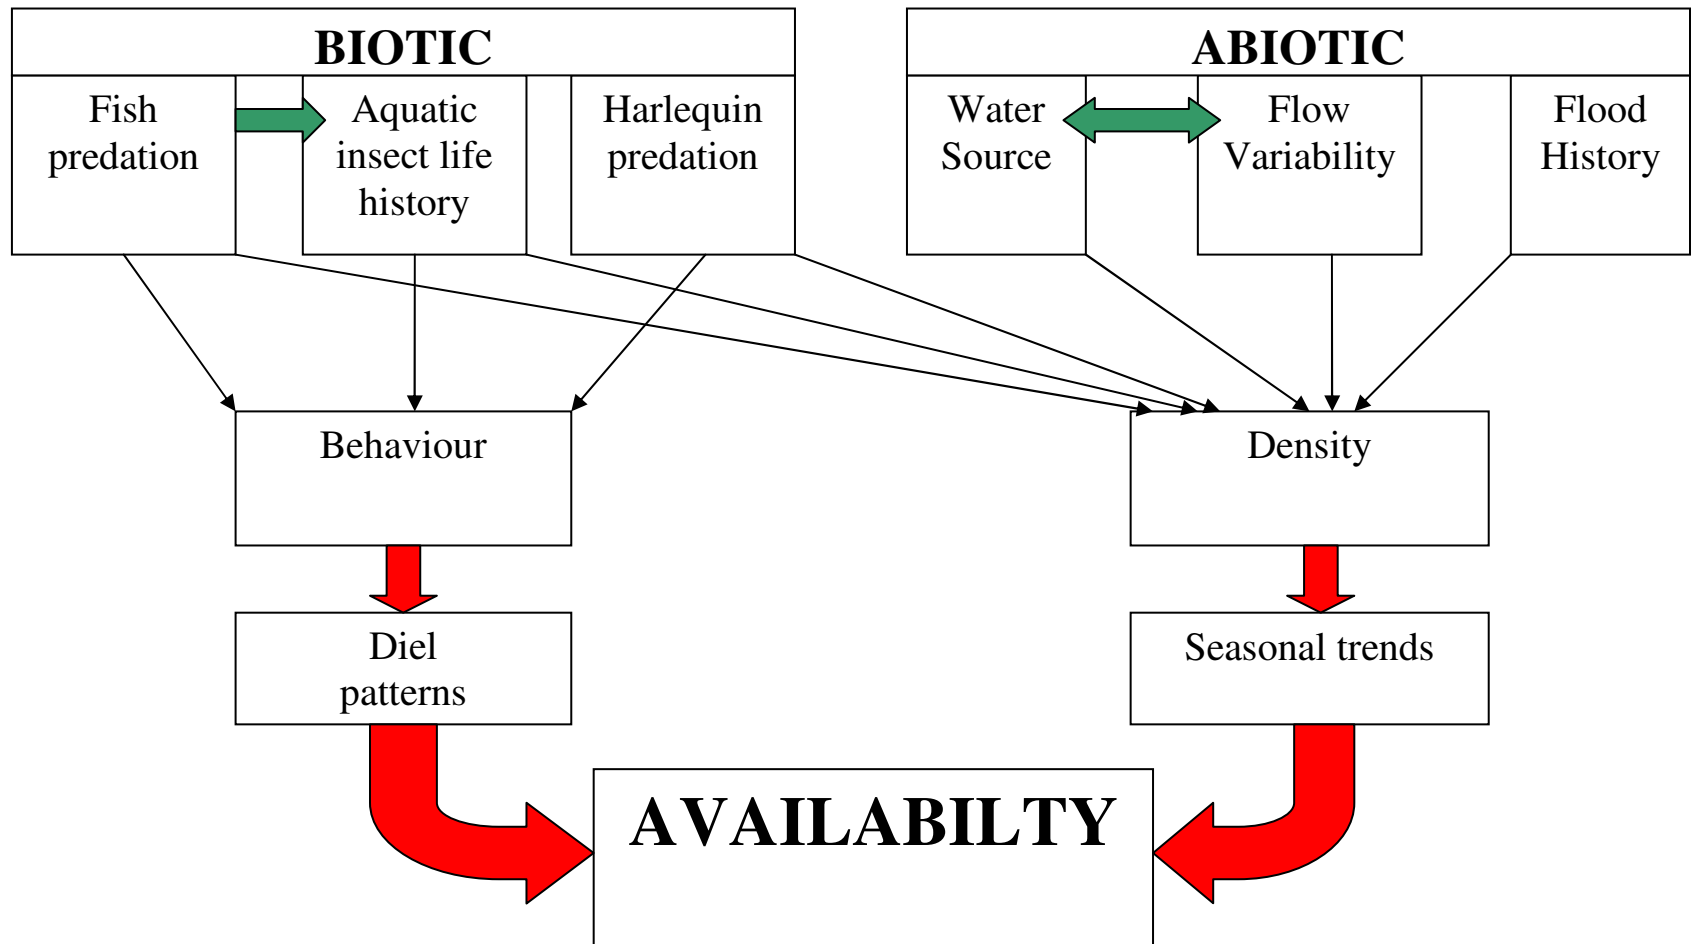 BIOTIC
Fish
predation
Aquatic
insect life
history
Harlequin
predation
ABIOTIC
Water
Source
Flow
Variability
Flood
History
Behaviour
Density
Diel
patterns
Seasonal trends
AVAILABILTY